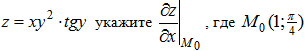 z = xy² · tgy укажите ∂z/∂x|M₀ , где M₀(1; π/4)